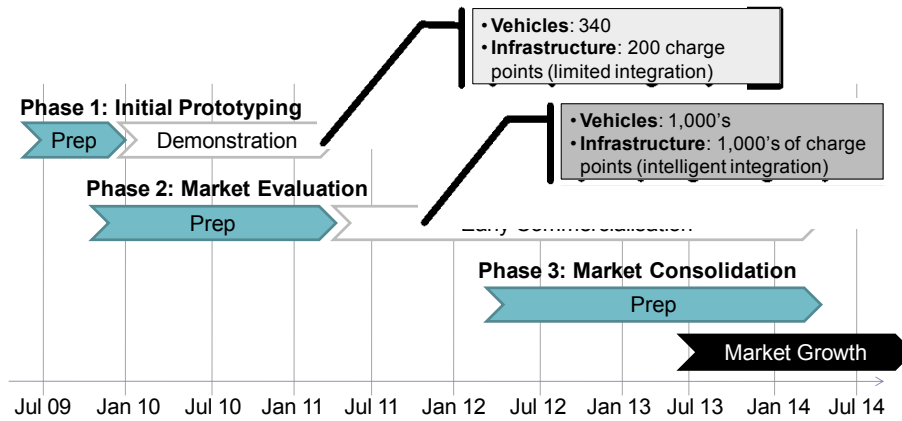 • Vehicles: 340
• Infrastructure: 200 charge
points (limited integration)
Phase 1: Initial Prototyping
Prep
Demonstration
• Vehicles: 1,000’s
• Infrastructure: 1,000’s of charge
points (intelligent integration)
Phase 2: Market Evaluation
Prep
Early Commercialisation
Phase 3: Market Consolidation
Prep
Market Growth
Jul 09 Jan 10 Jul 10 Jan 11 Jul 11 Jan 12 Jul 12 Jan 13 Jul 13 Jan 14 Jul 14